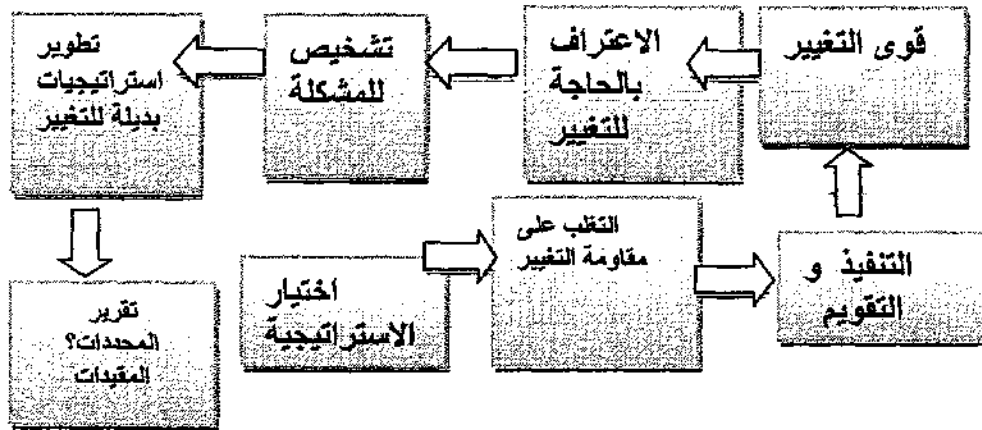 قوى التغيير
الاعتراف
بالحاجة
للتغيير
تشخيص
للمشكلة
تطوير
استراتيجيات
بديلة للتغيير
تقرير
المحددات؟
المقيدات
اختيار
الاستراتيجية
التغلب على
مقاومة التغيير
التنفيذ و
التقويم